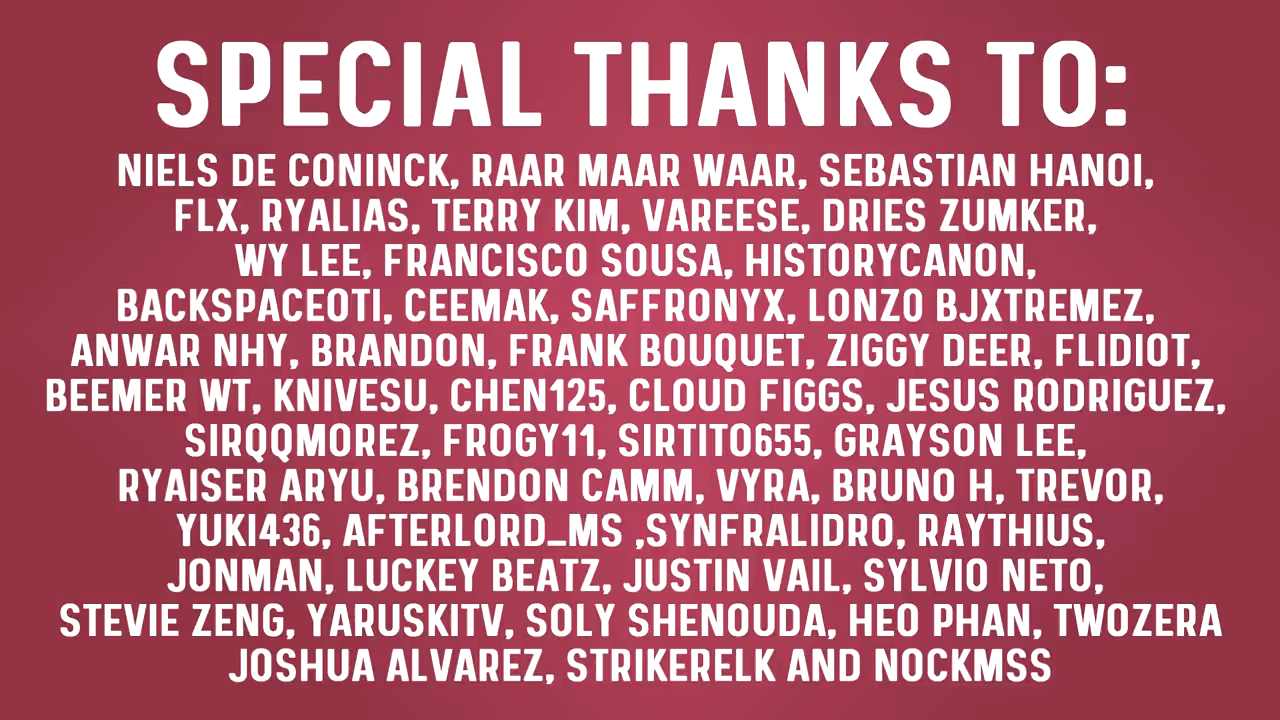 SPECIAL THANKS TO:
NIELS DE CONINCK, RAAR MAAR WAAR, SEBASTIAN HANOI,
FLX, RYALIAS, TERRY KIM, VAREESE, DRIES ZUMKER,
WY LEE, FRANCISCO SOUSA, HISTORYCANON,
BACKSPACEOTI, CEEMAK, SAFFRONYX, LONZO BJXTREMEZ,
ANWAR NHY, BRANDON, FRANK BOUQUET, ZIGGY DEER, FLIDIOT,
BEEMER WT, KNIVESU, CHEN125, CLOUD FIGGS, JESUS RODRIGUEZ,
SIRQQMOREZ, FROGY11, SIRTITO655, GRAYSON LEE,
RYAISER ARYU, BRENDON CAMM, VYRA, BRUNO H, TREVOR,
YUKI436, AFTERLORD_MS ,SYNFRALIDRO, RAYTHIUS,
JONMAN, LUCKEY BEATZ, JUSTIN VAIL, SYLVIO NETO,
STEVIE ZENG, YARUSKITV, SOLY SHENOUDA, HEO PHAN, TWOZERA
JOSHUA ALVAREZ, STRIKERELK AND NOCKMSS